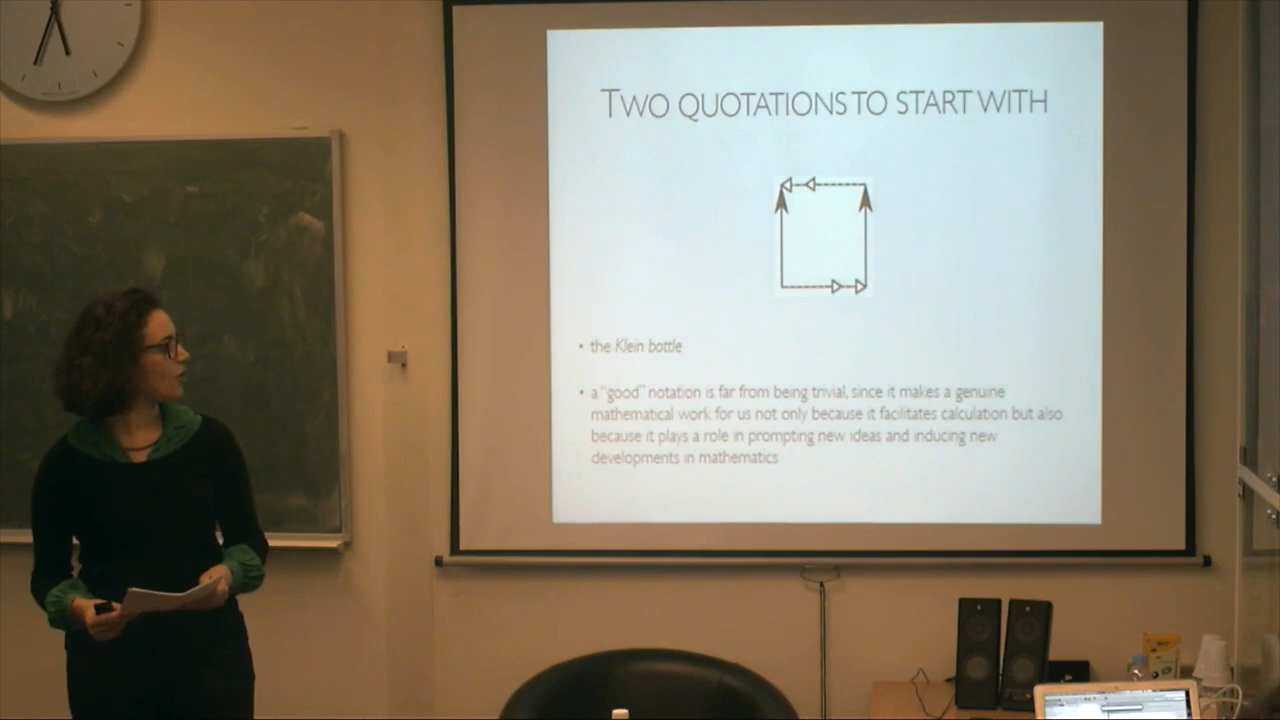 TWO QUOTATIONS TO START WITH
• the Klein bottle
• a "good" notation is far from being trivial, since it makes a genuine
mathematical work for us not only because it facilitates calculation but also
because it plays a role in prompting new ideas and inducing new
developments in mathematics